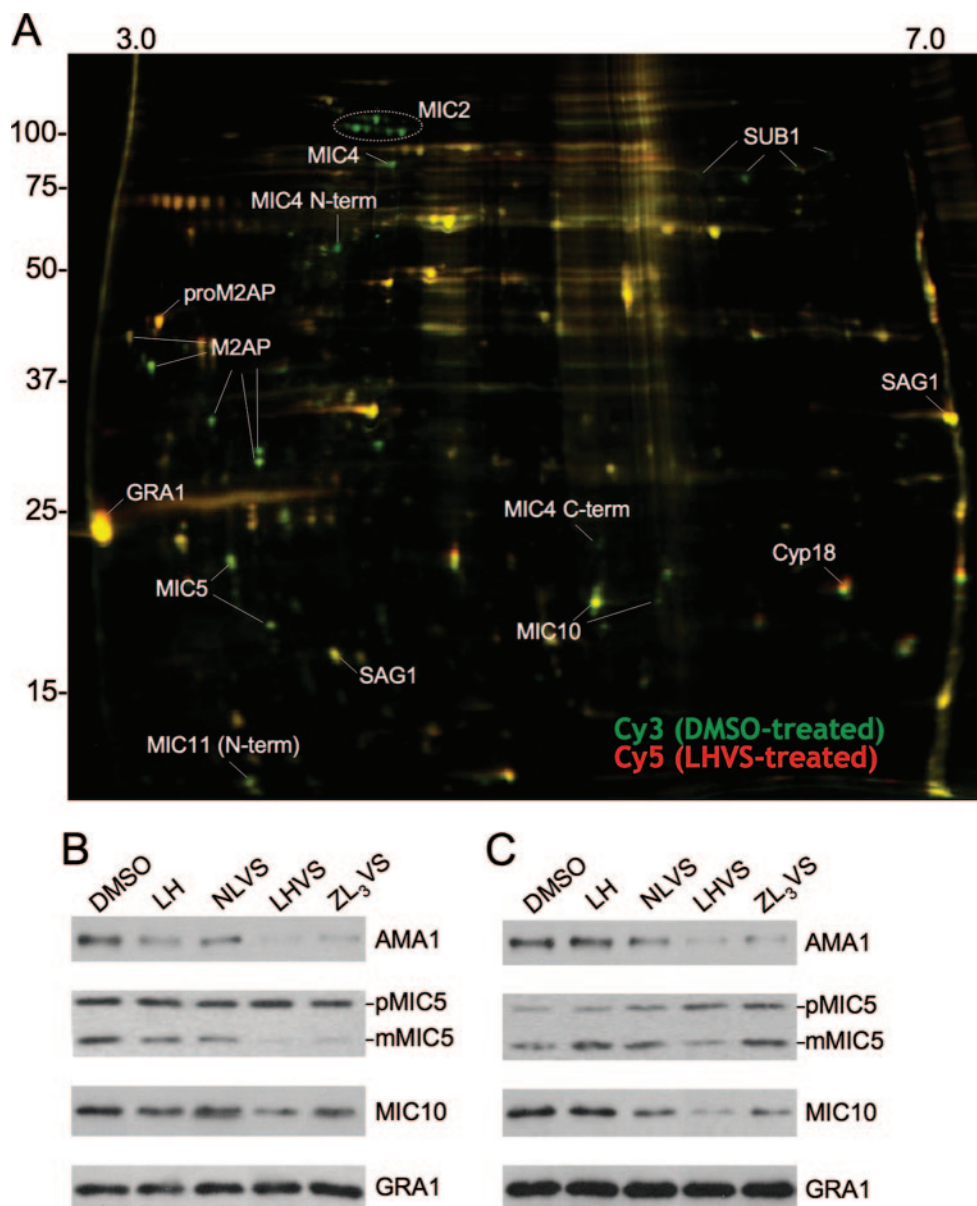 A
3.0 7.0
MIC2
100-
SUB1
MIC4
75-
MIC4 N-term
50-
proM2AP
M2AP
37-
SAG1
GRA1
25-
MIC4 C-term
Cyp18
MIC5
MIC10
SAG1
15-
Cy3 (DMSO-treated)
MIC11 (N-term)
Cy5 (LHVS-treated)
B
DMSO LH NLVS LHVS ZL₃VS
AMA1
-pMIC5
-mMIC5
MIC10
GRA1
C
DMSO LH NLVS LHVS ZL₃VS
AMA1
-pMIC5
-mMIC5
MIC10
GRA1